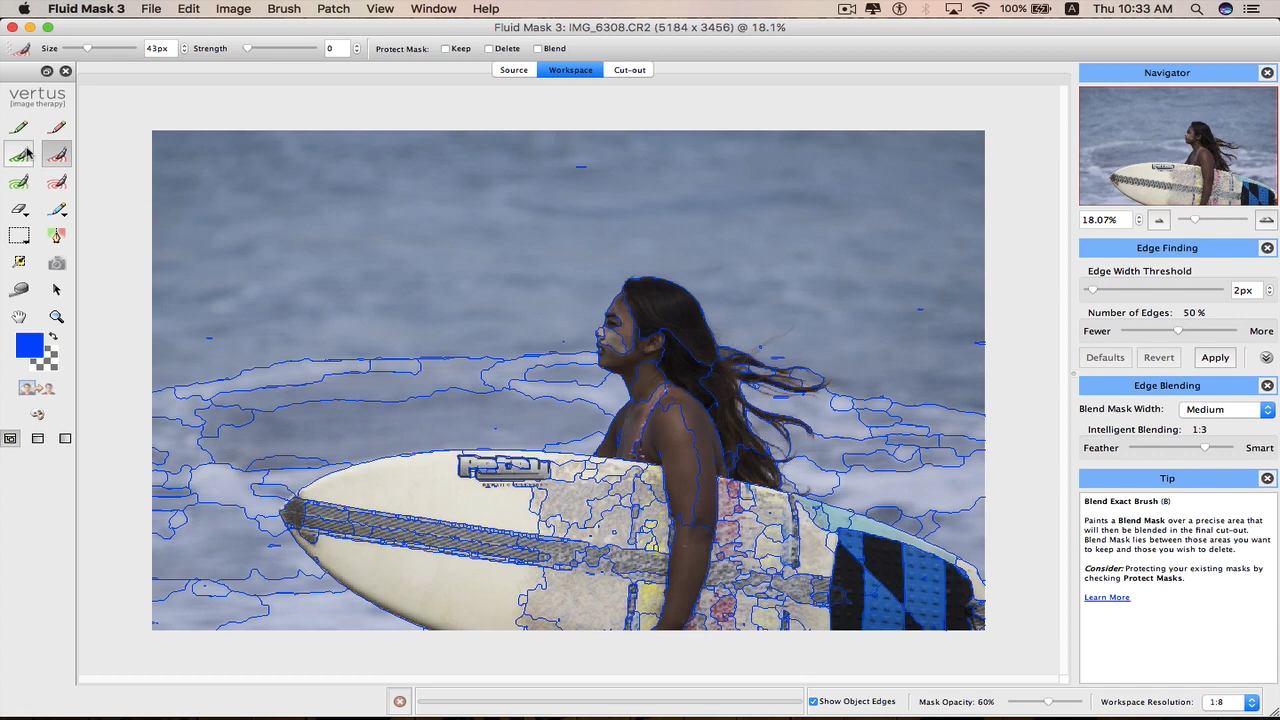 Fluid Mask 3 File Edit Image Brush Patch View Window Help 100% A Thu 10:33 AM
Fluid Mask 3: IMG_6308.CR2 (5184 x 3456) @ 18.1%
Size 43px Strength 0 Protect Mask: Keep Delete Blend
Source Workspace Cut-out
Navigator
vertus
[image therapy]
18.07%
Edge Finding
Edge Width Threshold
2px
Number of Edges: 50 %
Fewer More
Defaults Revert Apply
Edge Blending
Blend Mask Width: Medium
Intelligent Blending: 1:3
Feather Smart
Tip
Blend Exact Brush (B)
Paints a Blend Mask over a precise area that
will then be blended in the final cut-out.
Blend Mask lies between those areas you want
to keep and those you wish to delete.
Consider: Protecting your existing masks by
checking Protect Masks.
Learn More
Show Object Edges Mask Opacity: 60% Workspace Resolution: 1:8